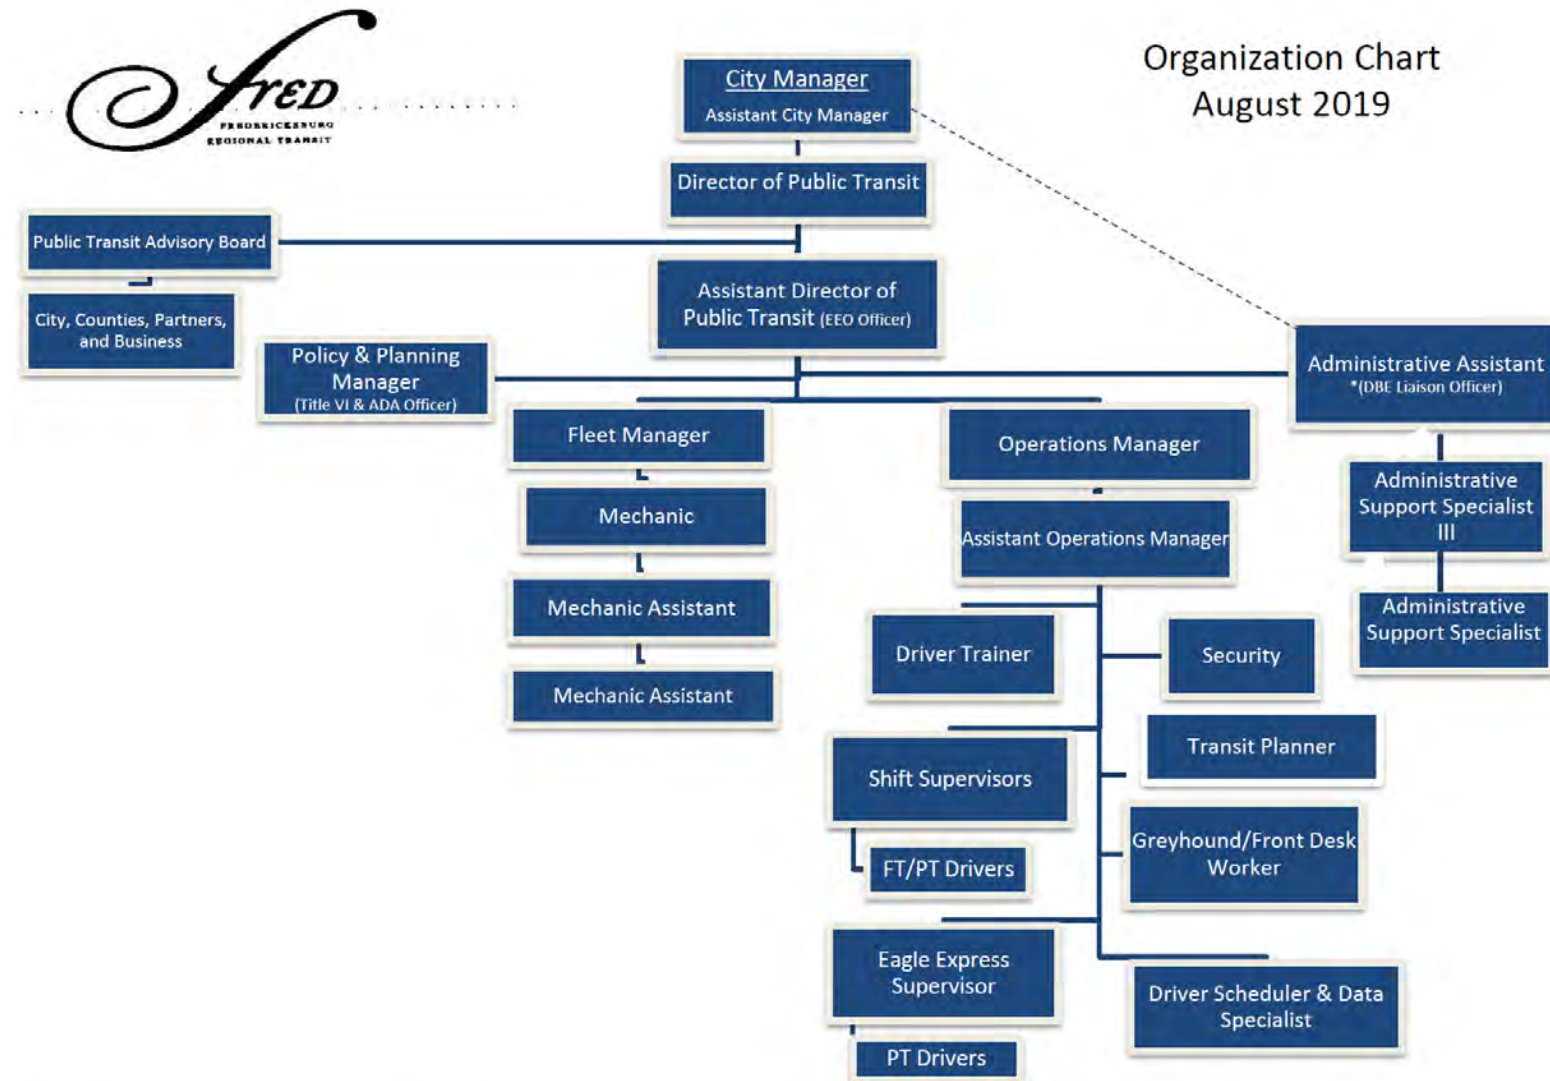 FRED
FREDERICKSBURG
REGIONAL TRANSIT
Organization Chart
August 2019
City Manager
Assistant City Manager
Director of Public Transit
Public Transit Advisory Board
City, Counties, Partners,
and Business
Assistant Director of
Public Transit (EEO Officer)
Policy & Planning
Manager
(Title VI & ADA Officer)
Administrative Assistant
*(DBE Liaison Officer)
Fleet Manager
Operations Manager
Mechanic
Assistant Operations Manager
Administrative
Support Specialist
III
Mechanic Assistant
Administrative
Support Specialist
Mechanic Assistant
Driver Trainer
Security
Shift Supervisors
Transit Planner
FT/PT Drivers
Greyhound/Front Desk
Worker
Eagle Express
Supervisor
Driver Scheduler & Data
Specialist
PT Drivers